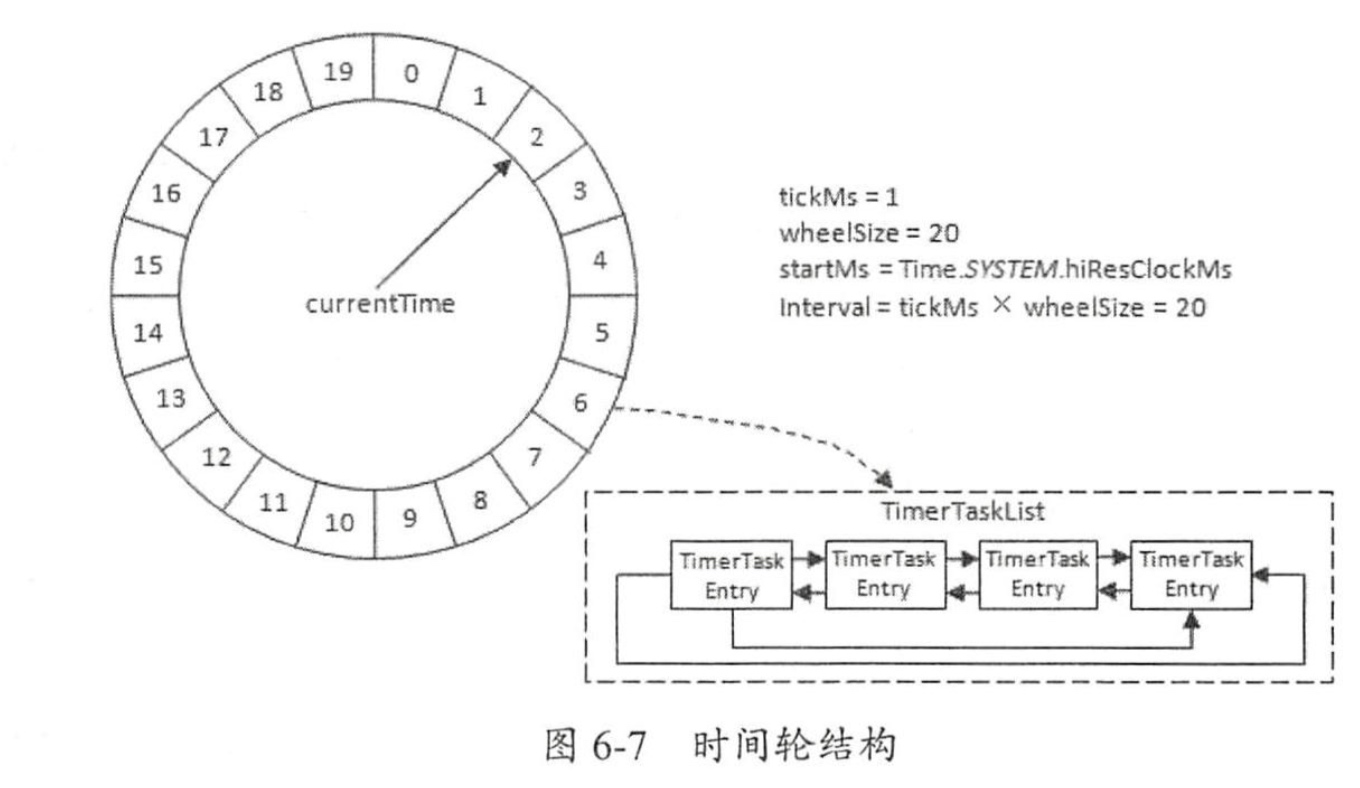 0
1
2
3
4
5
6
7
8
9
10
11
12
13
14
15
16
17
18
19
currentTime
tickMs = 1
wheelSize = 20
startMs = Time.SYSTEM.hiResClockMs
Interval = tickMs × wheelSize = 20
TimerTaskList
TimerTask
Entry
TimerTask
Entry
TimerTask
Entry
TimerTask
Entry
图 6-7 时间轮结构